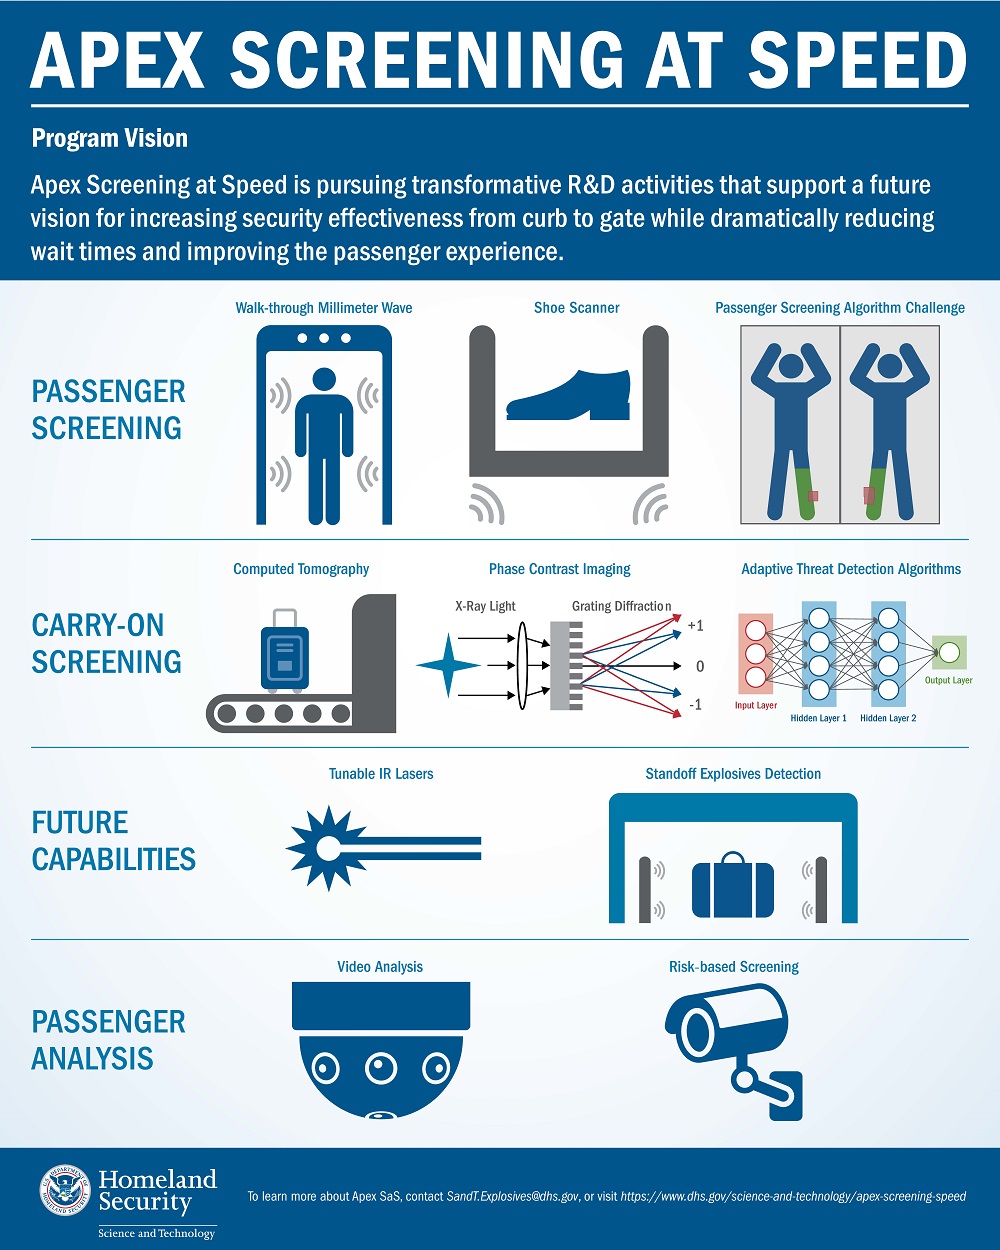 APEX SCREENING AT SPEED
Program Vision
Apex Screening at Speed is pursuing transformative R&D activities that support a future
vision for increasing security effectiveness from curb to gate while dramatically reducing
wait times and improving the passenger experience.
PASSENGER
SCREENING
Walk-through Millimeter Wave
Shoe Scanner
Passenger Screening Algorithm Challenge
CARRY-ON
SCREENING
Computed Tomography
Phase Contrast Imaging
X-Ray Light
Grating Diffraction
+1
0
-1
Adaptive Threat Detection Algorithms
Input Layer
Hidden Layer 1
Hidden Layer 2
Output Layer
FUTURE
CAPABILITIES
Tunable IR Lasers
Standoff Explosives Detection
PASSENGER
ANALYSIS
Video Analysis
Risk-based Screening
U.S. DEPARTMENT OF
HOMELAND SECURITY
Homeland
Security
Science and Technology
To learn more about Apex SaS, contact SandT.Explosives@dhs.gov, or visit https://www.dhs.gov/science-and-technology/apex-screening-speed